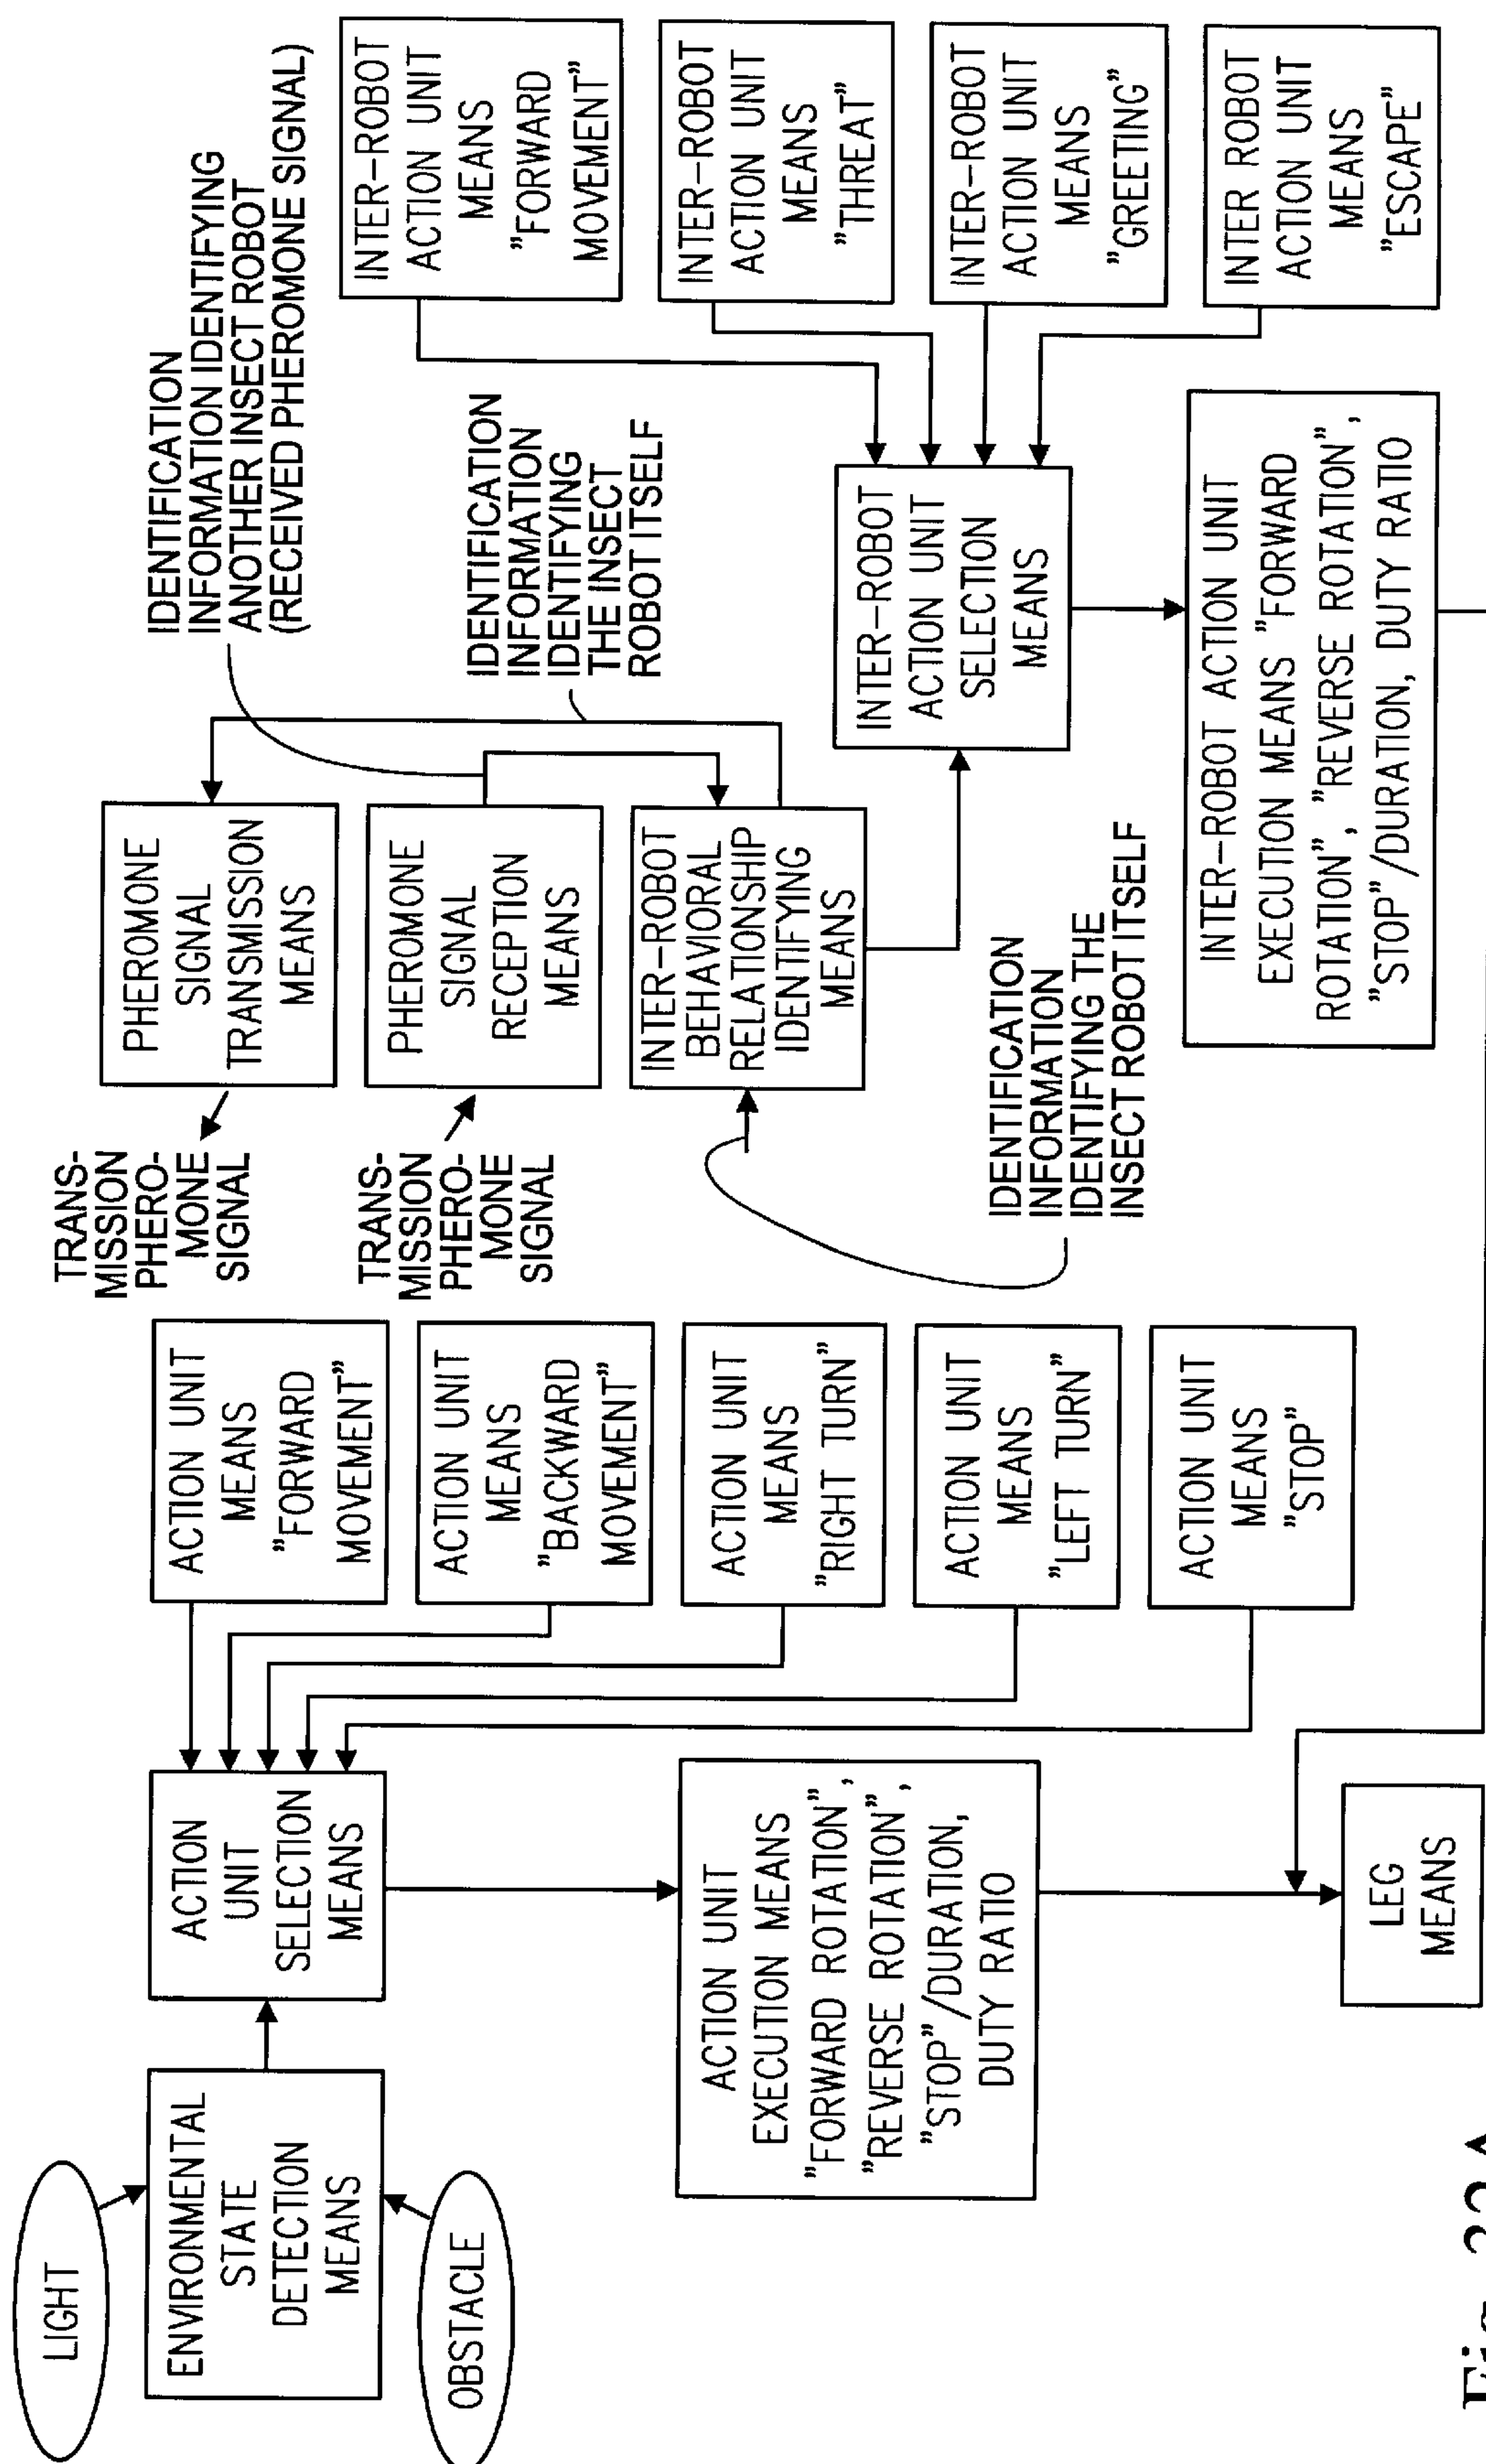 LIGHT
ENVIRONMENTAL
STATE
DETECTION
MEANS
OBSTACLE
ACTION
UNIT
SELECTION
MEANS
ACTION UNIT
MEANS
"FORWARD
MOVEMENT"
ACTION UNIT
MEANS
"BACKWARD
MOVEMENT"
ACTION UNIT
MEANS
"RIGHT TURN"
ACTION UNIT
MEANS
"LEFT TURN"
ACTION UNIT
MEANS
"STOP"
ACTION UNIT
EXECUTION MEANS
"FORWARD ROTATION",
"REVERSE ROTATION",
"STOP"/DURATION,
DUTY RATIO
LEG
MEANS
TRANS-
MISSION
PHERO-
MONE
SIGNAL
PHEROMONE
SIGNAL
TRANSMISSION
MEANS
TRANS-
MISSION
PHERO-
MONE
SIGNAL
PHEROMONE
SIGNAL
RECEPTION
MEANS
INTER-ROBOT
BEHAVIORAL
RELATIONSHIP
IDENTIFYING
MEANS
IDENTIFICATION
INFORMATION
IDENTIFYING THE
INSECT ROBOT ITSELF
IDENTIFICATION
INFORMATION IDENTIFYING
ANOTHER INSECT ROBOT
(RECEIVED PHEROMONE SIGNAL)
IDENTIFICATION
INFORMATION
IDENTIFYING
THE INSECT
ROBOT ITSELF
INTER-ROBOT
ACTION UNIT
SELECTION
MEANS
INTER-ROBOT
ACTION UNIT
MEANS
"FORWARD
MOVEMENT"
INTER-ROBOT
ACTION UNIT
MEANS
"THREAT"
INTER-ROBOT
ACTION UNIT
MEANS
"GREETING"
INTER ROBOT
ACTION UNIT
MEANS
"ESCAPE"
INTER-ROBOT ACTION UNIT
EXECUTION MEANS "FORWARD
ROTATION", "REVERSE ROTATION",
"STOP"/DURATION, DUTY RATIO